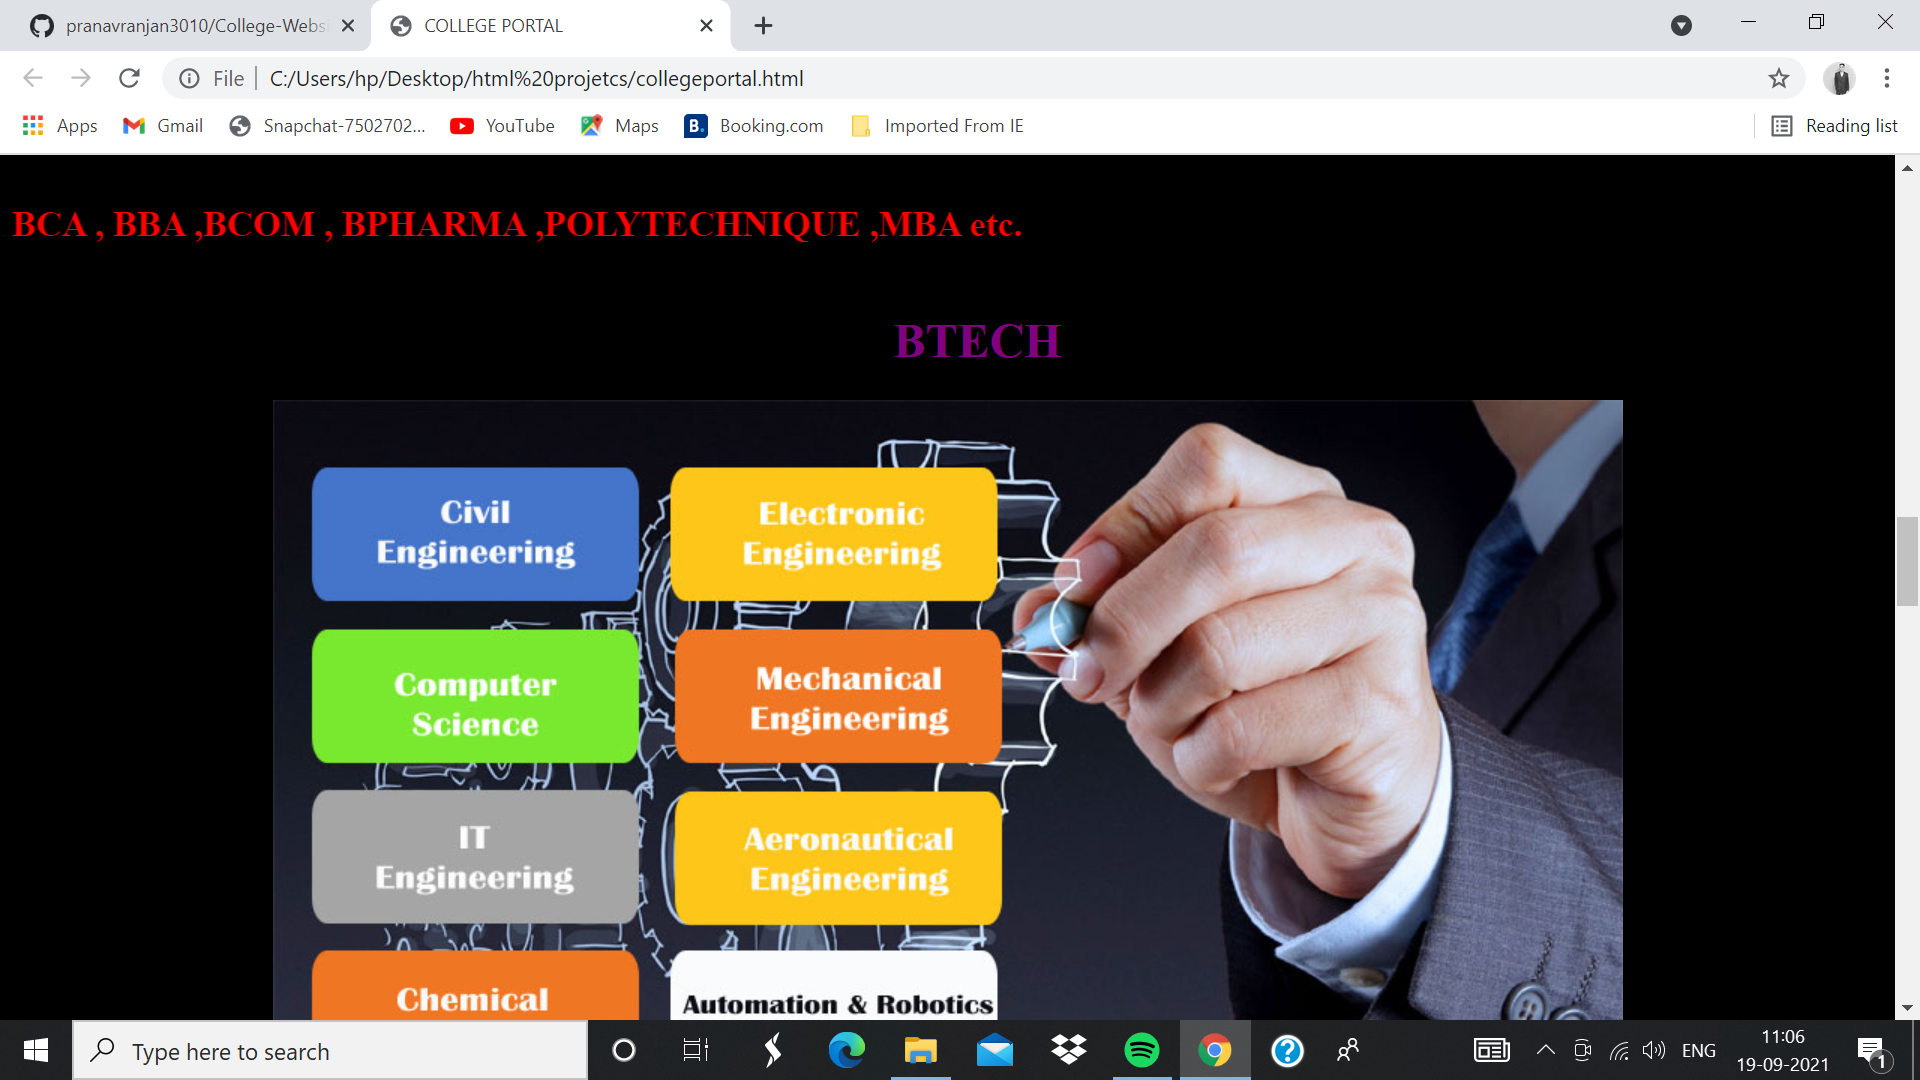 pranavranjan3010/College-Webs
COLLEGE PORTAL
File
C:/Users/hp/Desktop/html%20projetcs/collegeportal.html
Apps
Gmail
Snapchat-7502702...
YouTube
B. Booking.com
Maps
Imported From IE
Reading list
BCA , BBA ,BCOM , BPHARMA ,POLYTECHNIQUE ,MBA etc.
BTECH
Civil
Engineering
Electronic
Engineering
Computer
Science
Mechanical
Engineering
IT
Engineering
Aeronautical
Engineering
Chemical
Automation & Robotics
Type here to search
ENG
11:06
19-09-2021
1